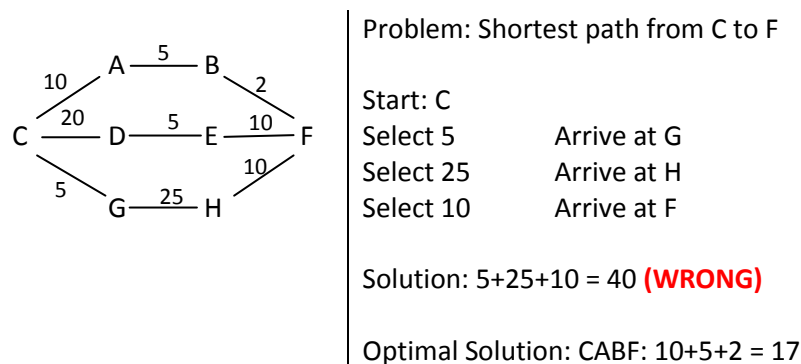 5
A B
10 2
20 5 10
C D E F
10
5 25
G H
Problem: Shortest path from C to F
Start: C
Select 5 Arrive at G
Select 25 Arrive at H
Select 10 Arrive at F
Solution: 5+25+10 = 40 (WRONG)
Optimal Solution: CABF: 10+5+2 = 17